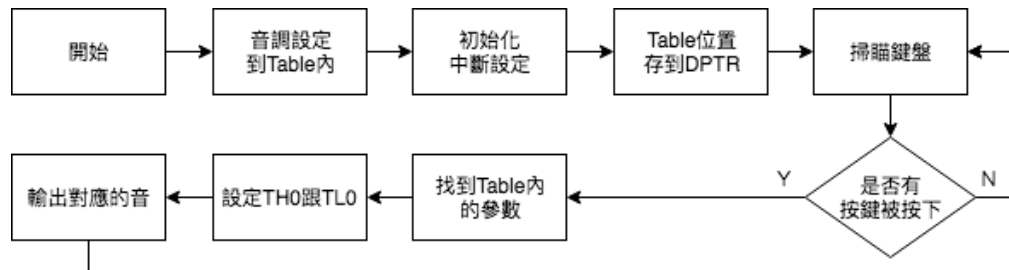 開始
音調設定
到Table內
初始化
中斷設定
Table位置
存到DPTR
掃瞄鍵盤
是否有
按鍵被按下
Y
N
找到Table內
的參數
設定TH0跟TL0
輸出對應的音